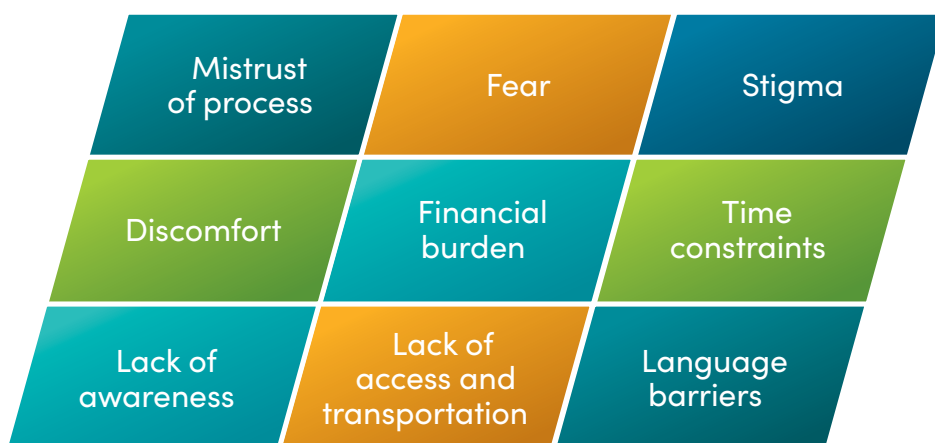 Mistrust
of process
Fear
Stigma
Discomfort
Financial
burden
Time
constraints
Lack of
awareness
Lack of
access and
transportation
Language
barriers